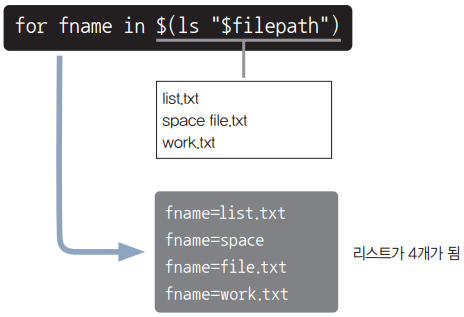 for fname in $(ls "$filepath")
list.txt
space file.txt
work.txt
fname=list.txt
fname=space
fname=file.txt
fname=work.txt
리스트가 4개가 됨